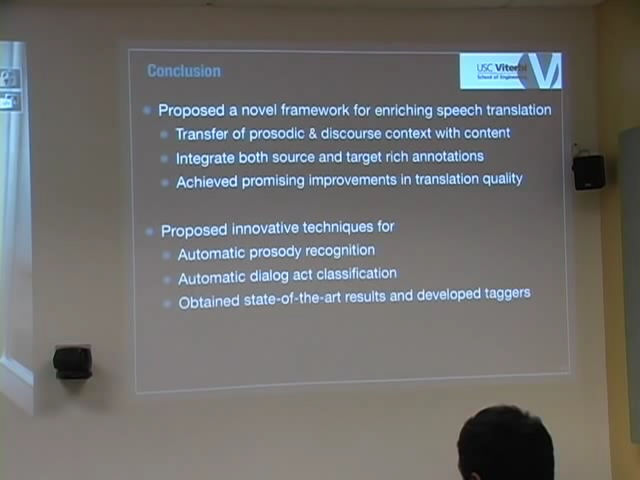 Conclusion
USC Viterbi
School of Engineering
Proposed a novel framework for enriching speech translation
Transfer of prosodic & discourse context with content
Integrate both source and target rich annotations
Achieved promising improvements in translation quality
Proposed innovative techniques for
Automatic prosody recognition
Automatic dialog act classification
Obtained state-of-the-art results and developed taggers